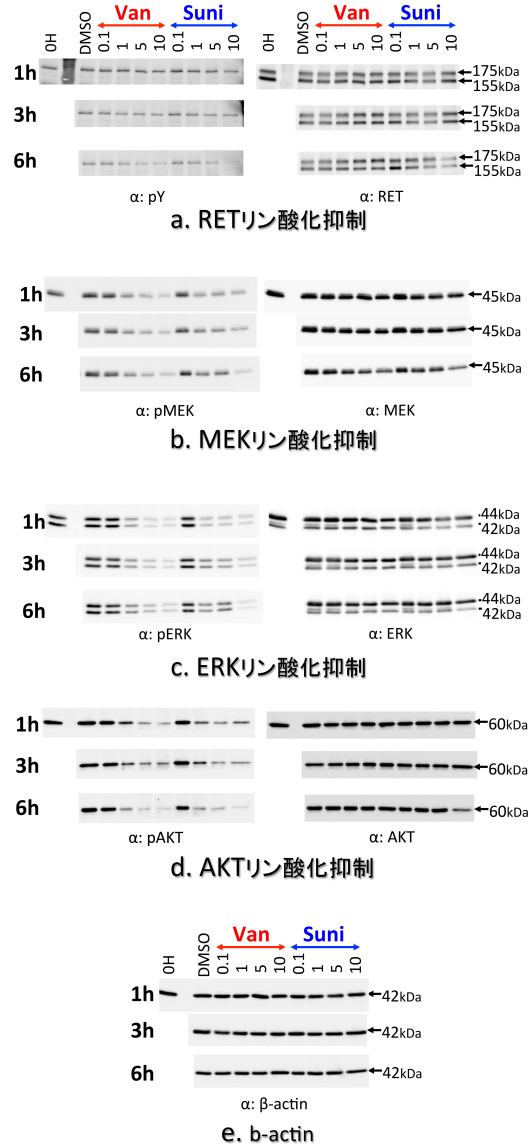 Van Suni
0H DMSO 0.1 1 5 10 0.1 1 5 10
Van Suni
0H DMSO 0.1 1 5 10 0.1 1 5 10
1h 175kDa
155kDa
3h 175kDa
155kDa
6h 175kDa
155kDa
α: pY α: RET
a. RETリン酸化抑制
1h 45kDa
3h 45kDa
6h 45kDa
α: pMEK α: MEK
b. MEKリン酸化抑制
1h 44kDa
42kDa
3h 44kDa
42kDa
6h 44kDa
42kDa
α: pERK α: ERK
c. ERKリン酸化抑制
1h 60kDa
3h 60kDa
6h 60kDa
α: pAKT α: AKT
d. AKTリン酸化抑制
Van Suni
0H DMSO 0.1 1 5 10 0.1 1 5 10
1h 42kDa
3h 42kDa
6h 42kDa
α: β-actin
e. b-actin